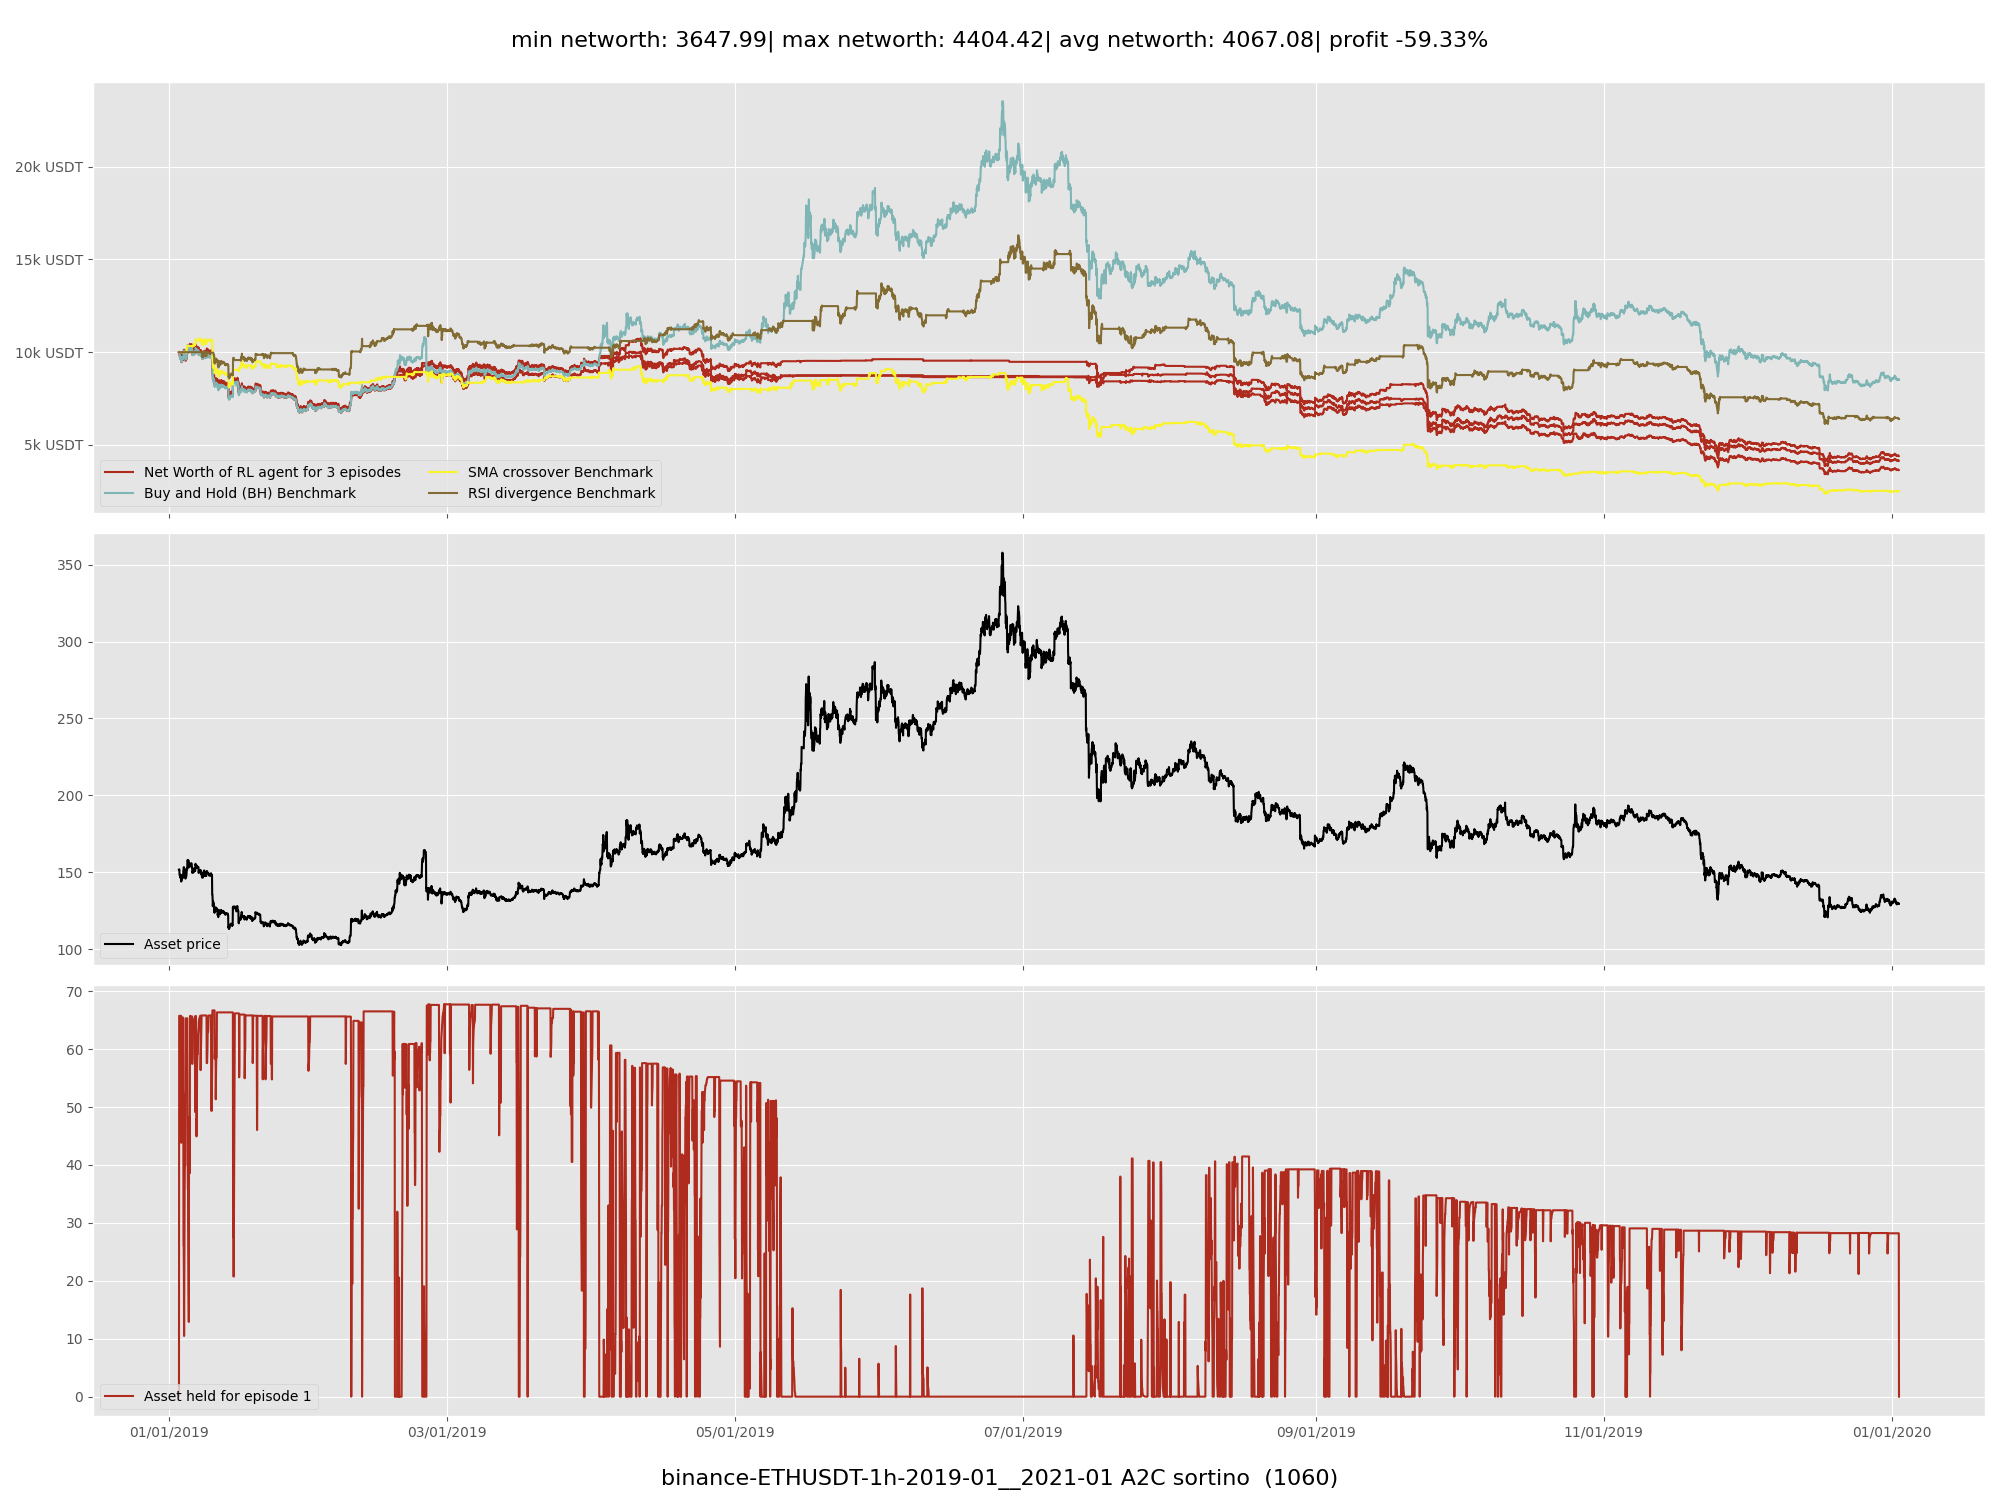 min networth: 3647.99| max networth: 4404.42| avg networth: 4067.08| profit -59.33%
20k USDT
15k USDT
10k USDT
5k USDT
Net Worth of RL agent for 3 episodes
Buy and Hold (BH) Benchmark
SMA crossover Benchmark
RSI divergence Benchmark
350
300
250
200
150
100
Asset price
70
60
50
40
30
20
10
0
Asset held for episode 1
01/01/2019 03/01/2019 05/01/2019 07/01/2019 09/01/2019 11/01/2019 01/01/2020
binance-ETHUSDT-1h-2019-01__2021-01 A2C sortino (1060)